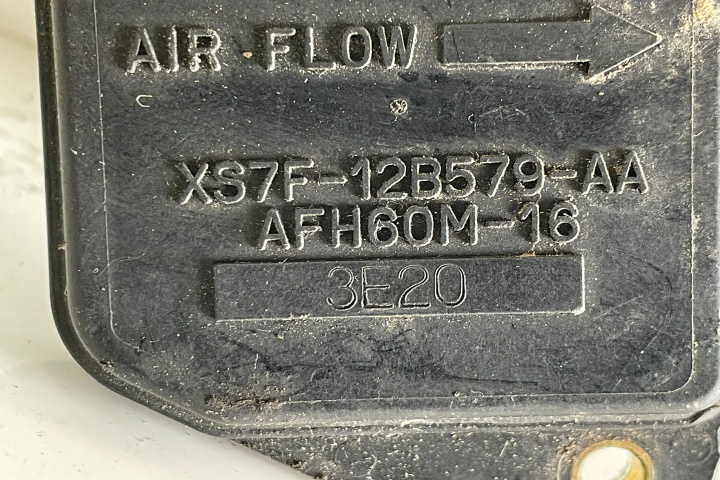 AIR FLOW
XS7F-12B579-AA
AFH60M-16
3E20